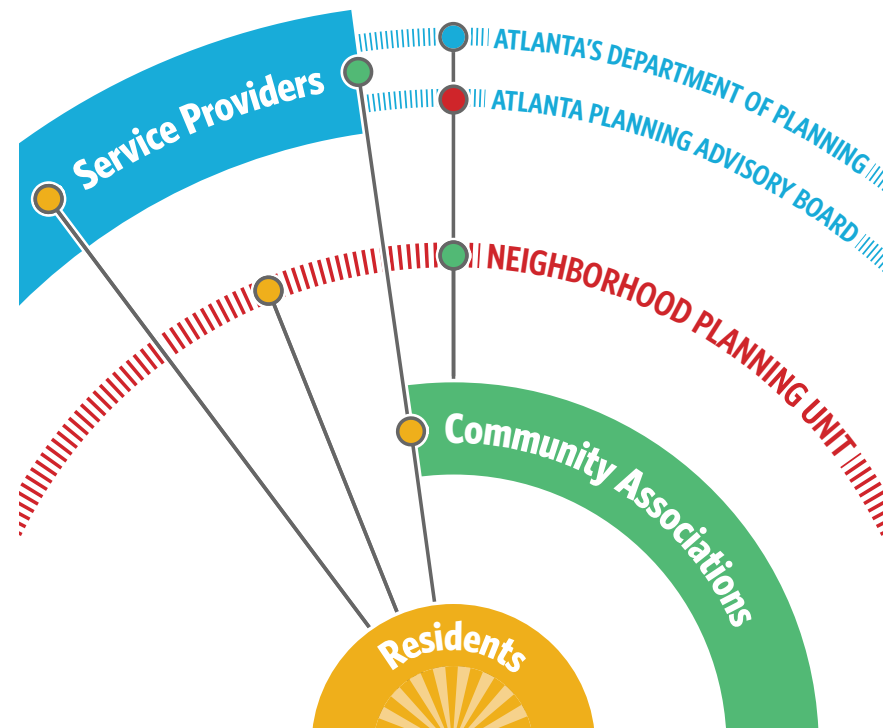 Service Providers
ATLANTA'S DEPARTMENT OF PLANNING
ATLANTA PLANNING ADVISORY BOARD
NEIGHBORHOOD PLANNING UNIT
Community Associations
Residents